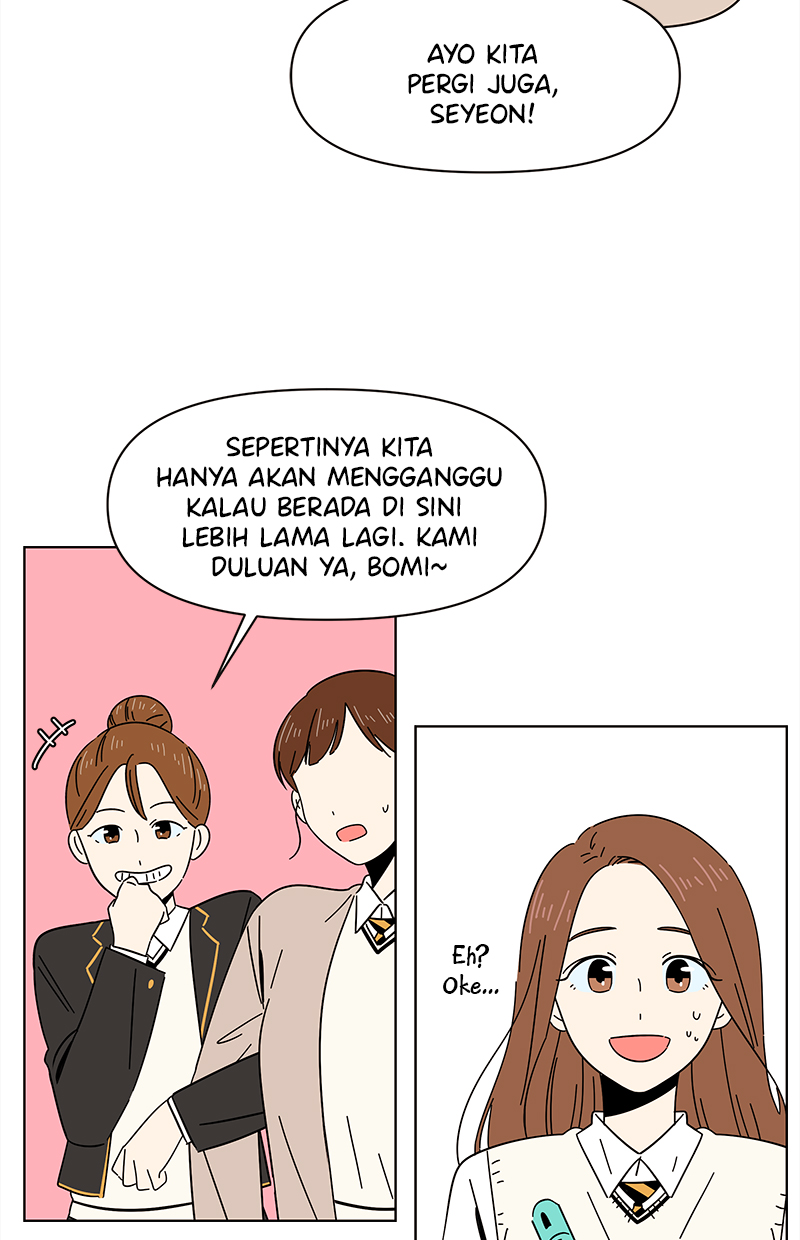 AYO KITA
PERGI JUGA,
SEYEON!
SEPERTINYA KITA
HANYA AKAN MENGGANGGU
KALAU BERADA DI SINI
LEBIH LAMA LAGI. KAMI
DULUAN YA, BOMI~
Eh?
Oke...